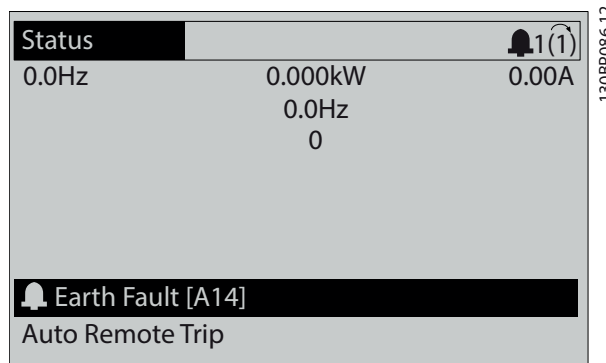 Status 1(1)
0.0Hz 0.000kW 0.00A
0.0Hz
0
Earth Fault [A14]
Auto Remote Trip
130BP086.12